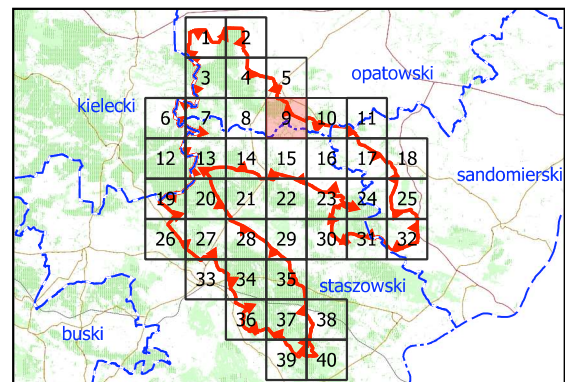 1 2
3 4 5
opatowski
kielecki
6 7 8 9 10 11
12 13 14 15 16 17 18
sandomierski
19 20 21 22 23 24 25
26 27 28 29 30 31 32
33 34 35
staszowski
36 37 38
buski
39 40